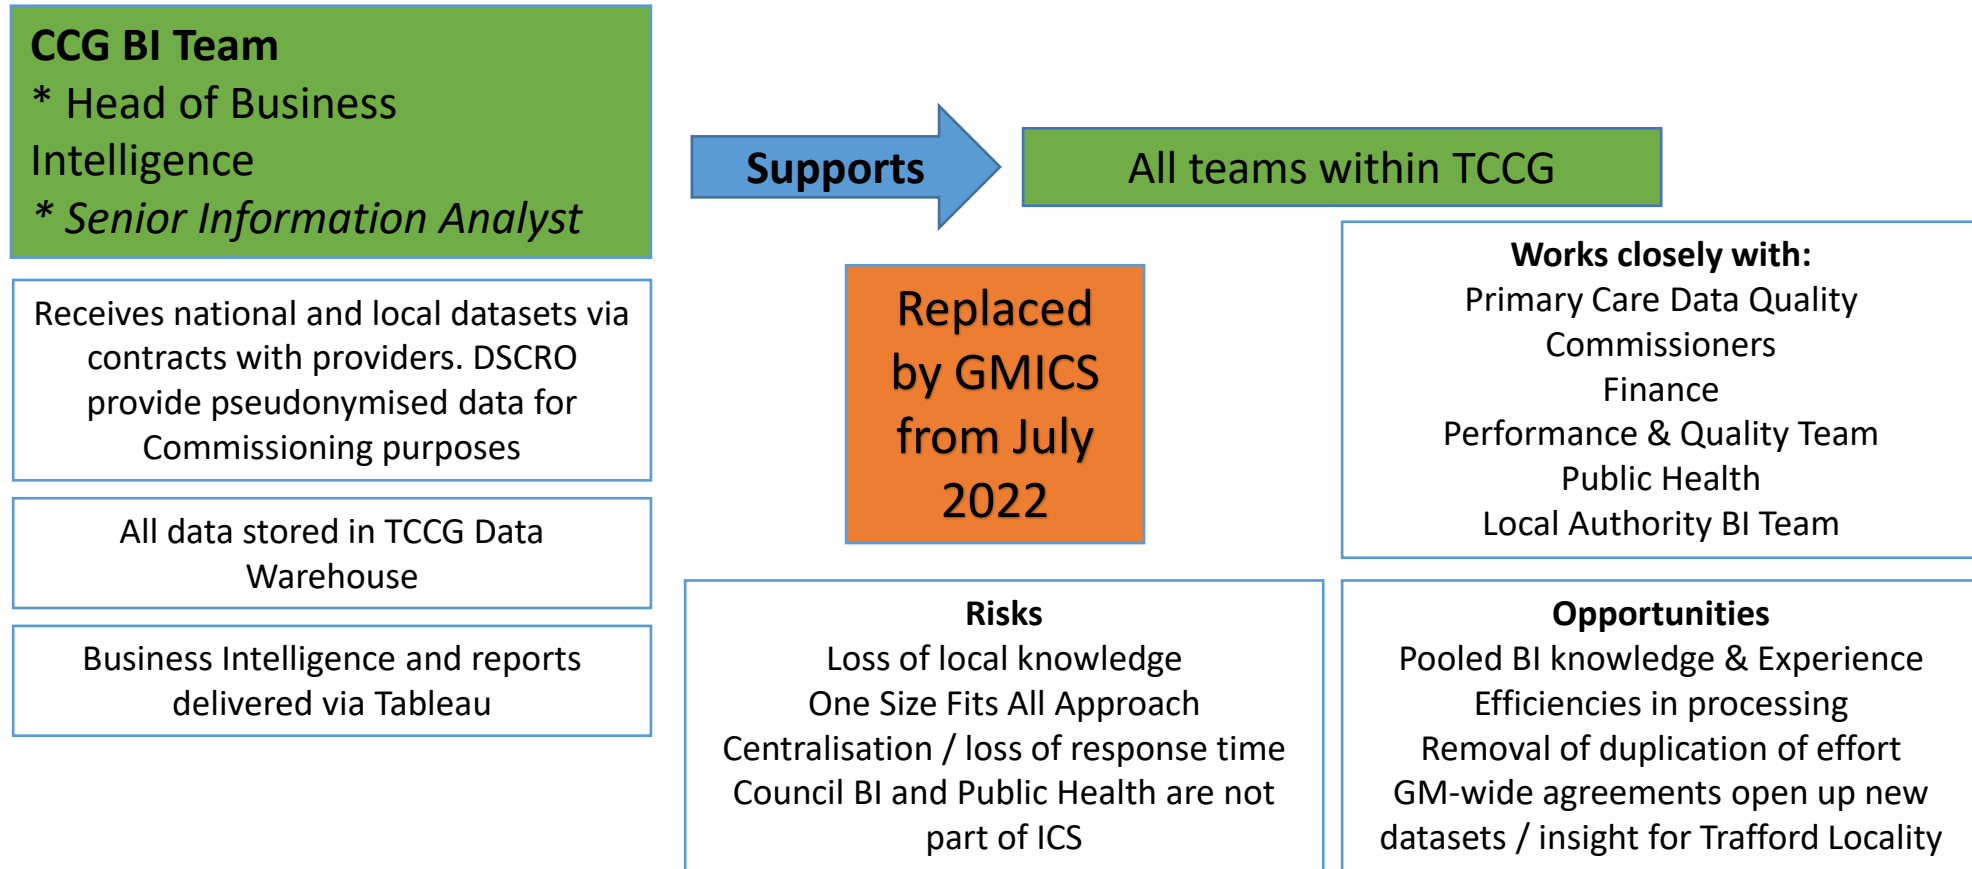 CCG BI Team
* Head of Business
Intelligence
* Senior Information Analyst
Supports
All teams within TCCG
Receives national and local datasets via
contracts with providers. DSCRO
provide pseudonymised data for
Commissioning purposes
All data stored in TCCG Data
Warehouse
Business Intelligence and reports
delivered via Tableau
Replaced
by GMICS
from July
2022
Works closely with:
Primary Care Data Quality
Commissioners
Finance
Performance & Quality Team
Public Health
Local Authority BI Team
Risks
Loss of local knowledge
One Size Fits All Approach
Centralisation / loss of response time
Council BI and Public Health are not
part of ICS
Opportunities
Pooled BI knowledge & Experience
Efficiencies in processing
Removal of duplication of effort
GM-wide agreements open up new
datasets / insight for Trafford Locality